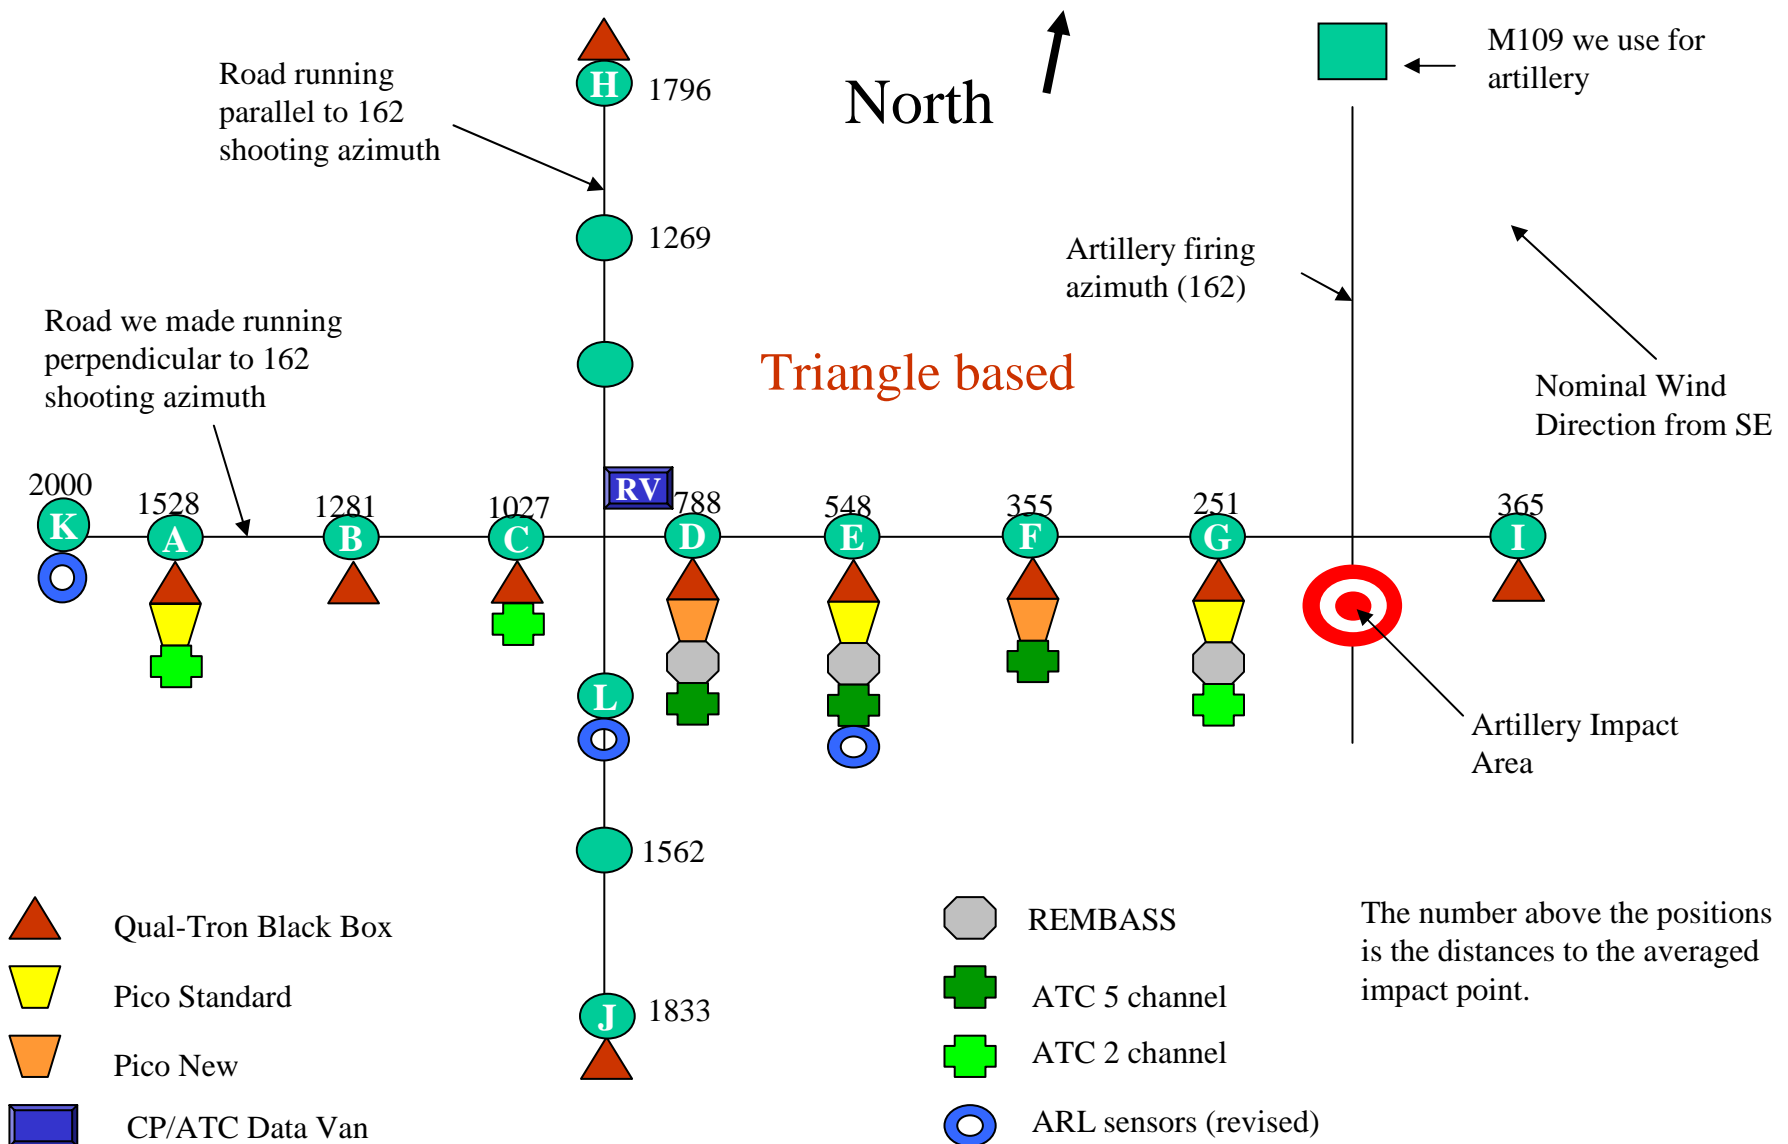 H
1796
Road running
parallel to 162
shooting azimuth
North
M109 we use for
artillery
1269
Artillery firing
azimuth (162)
Road we made running
perpendicular to 162
shooting azimuth
Triangle based
Nominal Wind
Direction from SE
RV
2000
1528
1281
1027
788
548
355
251
365
K
A
B
C
D
E
F
G
I
L
Artillery Impact
Area
1562
J
1833
Qual-Tron Black Box
Pico Standard
Pico New
CP/ATC Data Van
REMBASS
ATC 5 channel
ATC 2 channel
ARL sensors (revised)
The number above the positions
is the distances to the averaged
impact point.